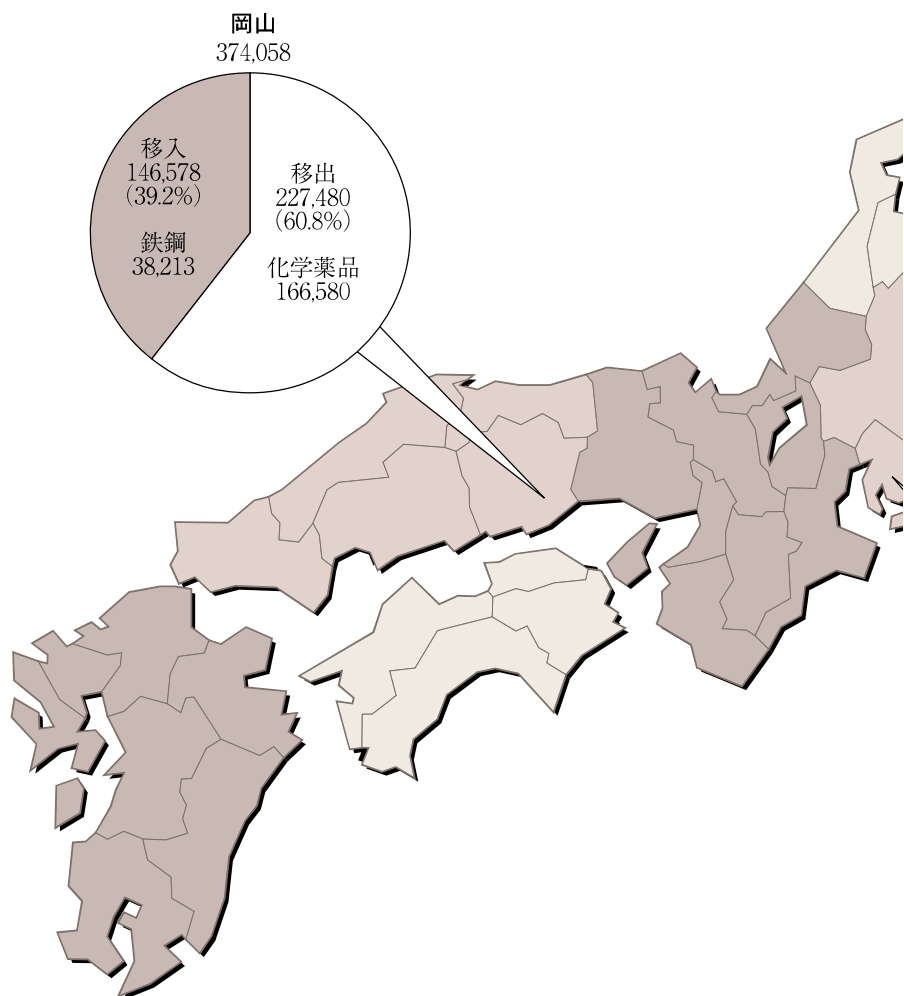 岡山
374,058
移入
146,578
(39.2%)
鉄鋼
38,213
移出
227,480
(60.8%)
化学薬品
166,580